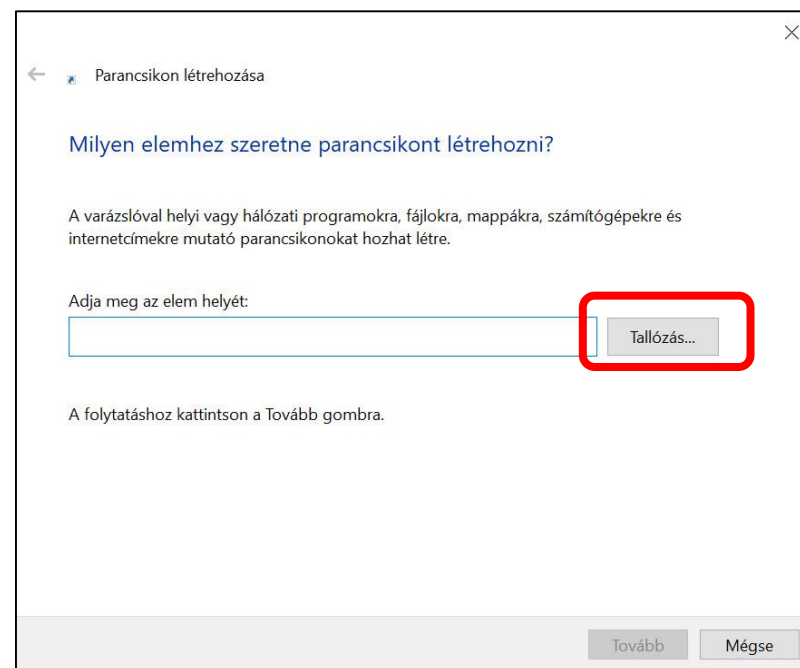 Parancsikon létrehozása
Milyen elemhez szeretne parancsikont létrehozni?
A varázslóval helyi vagy hálózati programokra, fájlokra, mappákra, számítógépekre és
internetcímekre mutató parancsikonokat hozhat létre.
Adja meg az elem helyét:
Tallózás...
A folytatáshoz kattintson a Tovább gombra.
Tovább
Mégse